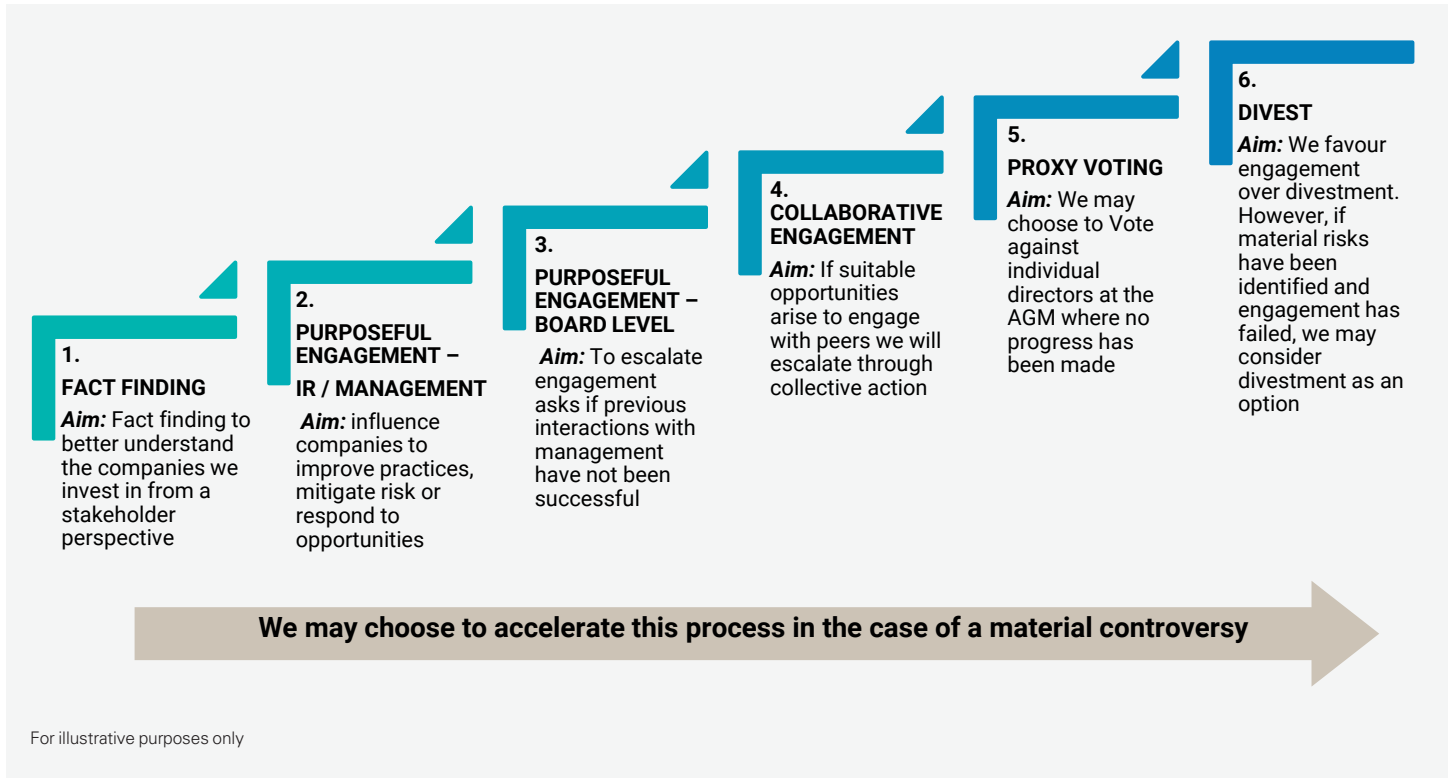 1.
FACT FINDING
Aim: Fact finding to
better understand
the companies we
invest in from a
stakeholder
perspective
2.
PURPOSEFUL
ENGAGEMENT –
IR / MANAGEMENT
Aim: influence
companies to
improve practices,
mitigate risk or
respond to
opportunities
3.
PURPOSEFUL
ENGAGEMENT –
BOARD LEVEL
Aim: To escalate
engagement
asks if previous
interactions with
management
have not been
successful
4.
COLLABORATIVE
ENGAGEMENT
Aim: If suitable
opportunities
arise to engage
with peers we will
escalate through
collective action
5.
PROXY VOTING
Aim: We may
choose to Vote
against
individual
directors at the
AGM where no
progress has
been made
6.
DIVEST
Aim: We favour
engagement
over divestment.
However, if
material risks
have been
identified and
engagement has
failed, we may
consider
divestment as an
option
We may choose to accelerate this process in the case of a material controversy
For illustrative purposes only